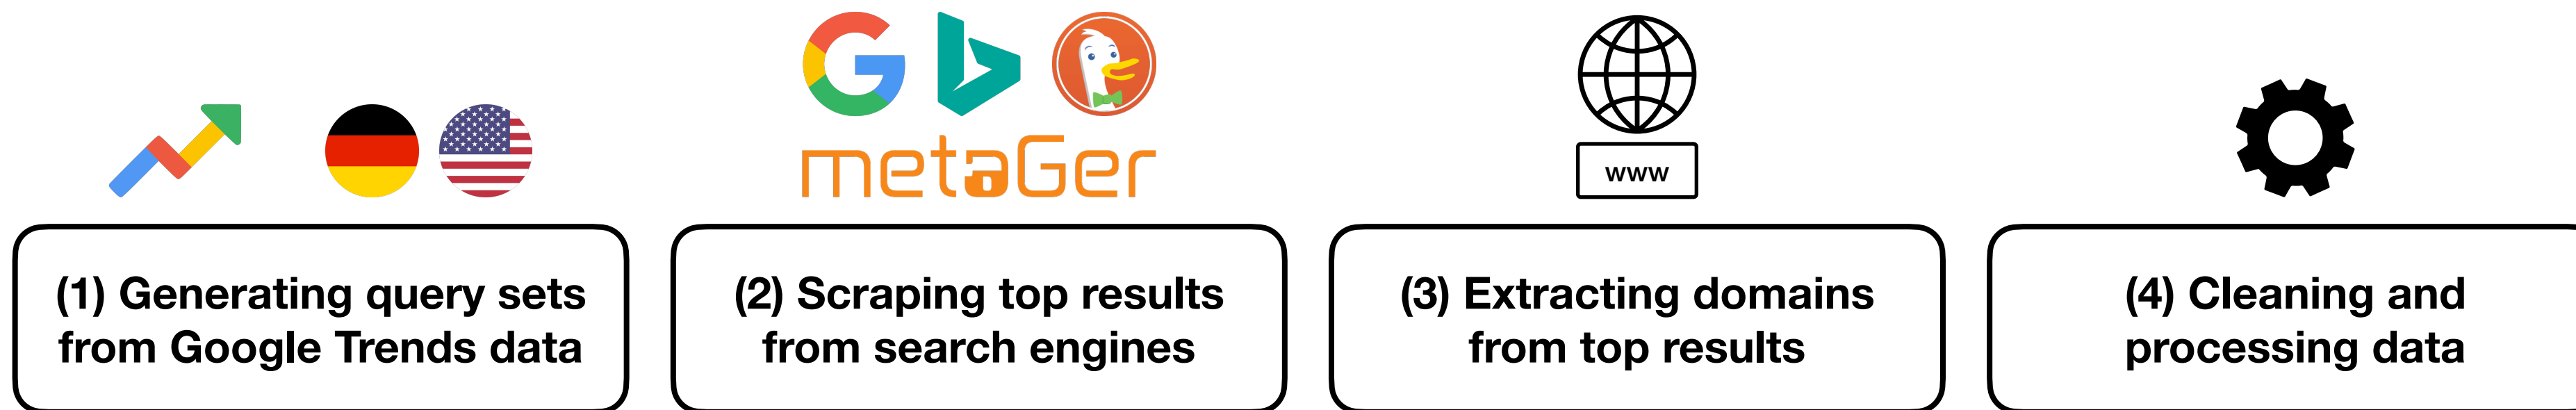 metaGer
www
(1) Generating query sets
from Google Trends data
(2) Scraping top results
from search engines
(3) Extracting domains
from top results
(4) Cleaning and
processing data